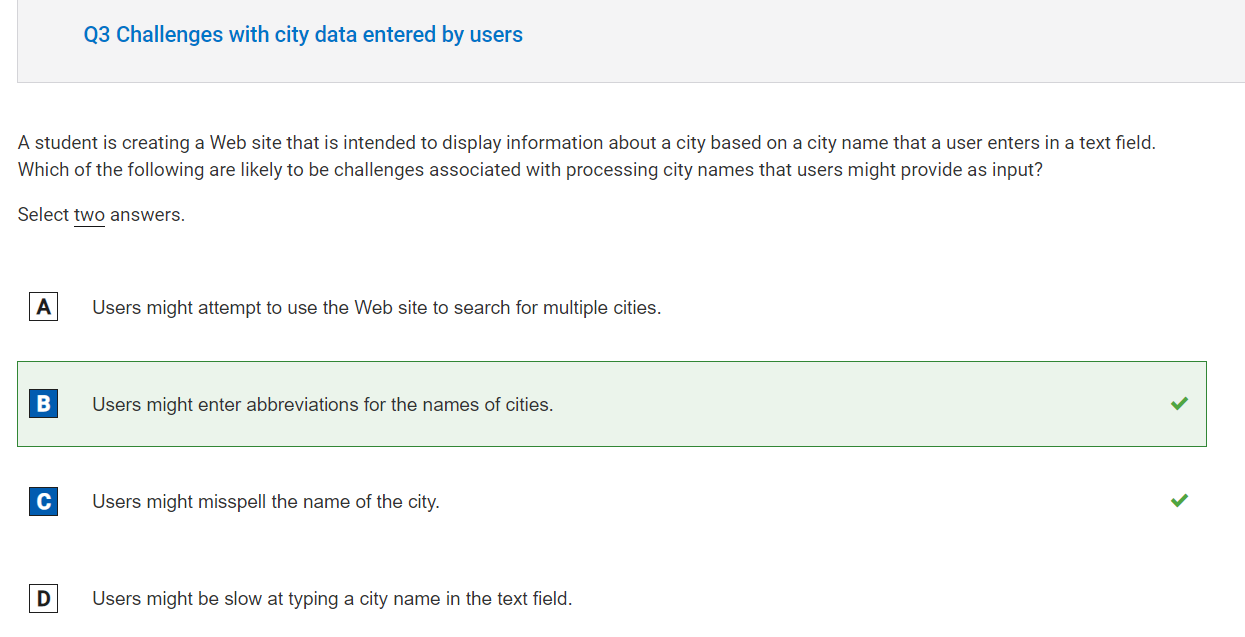 Q3 Challenges with city data entered by users
A student is creating a Web site that is intended to display information about a city based on a city name that a user enters in a text field.
Which of the following are likely to be challenges associated with processing city names that users might provide as input?
Select two answers.
A Users might attempt to use the Web site to search for multiple cities.
B Users might enter abbreviations for the names of cities.
C Users might misspell the name of the city.
D Users might be slow at typing a city name in the text field.